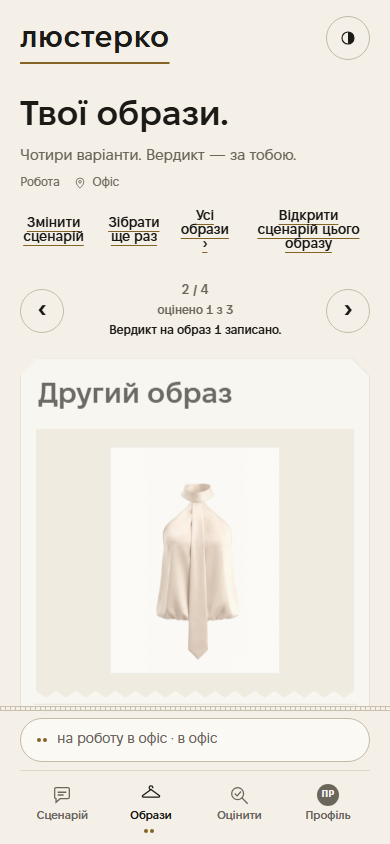 люстерко
Твої образи.
Чотири варіанти. Вердикт — за тобою.
Робота Офіс
Змінити сценарій
Зібрати ще раз
Усі образи ›
Відкрити сценарій цього образу
‹
2 / 4
оцінено 1 з 3
Вердикт на образ 1 записано.
›
Другий образ
на роботу в офіс · в офіс
Сценарій
Образи
Оцінити
ПР
Профіль